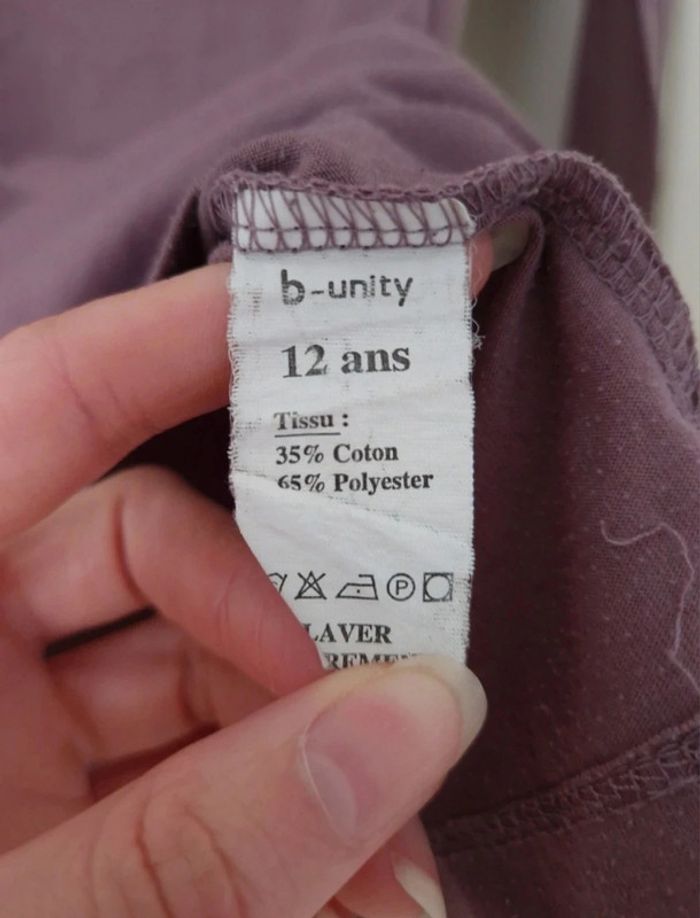 b-unity
12 ans
Tissu :
35% Coton
65% Polyester
P
LAVER